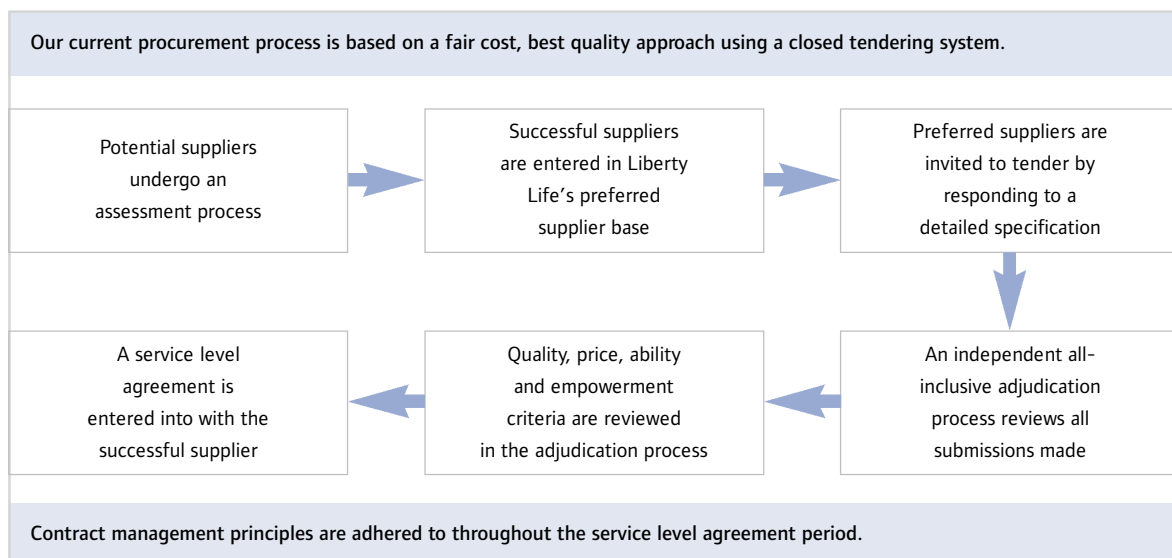 Our current procurement process is based on a fair cost, best quality approach using a closed tendering system.
Potential suppliers
undergo an
assessment process
Successful suppliers
are entered in Liberty
Life's preferred
supplier base
Preferred suppliers are
invited to tender by
responding to a
detailed specification
An independent all-
inclusive adjudication
process reviews all
submissions made
Quality, price, ability
and empowerment
criteria are reviewed
in the adjudication process
A service level
agreement is
entered into with the
successful supplier
Contract management principles are adhered to throughout the service level agreement period.